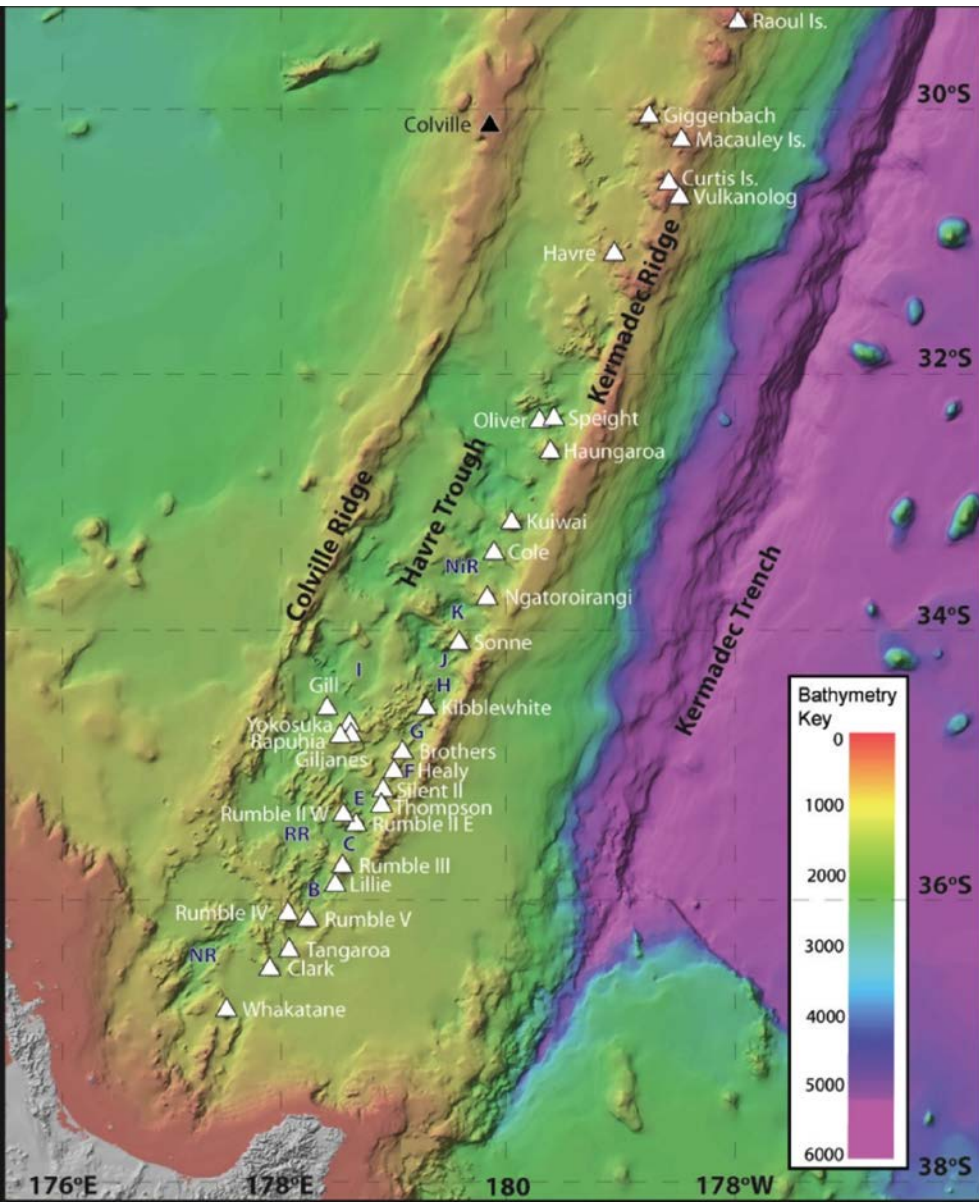 Raoul Is.
30°S
Giggenbach
Colville
Macauley Is.
Curtis Is.
Vulkanolog
Havre
Kermadec Ridge
32°S
Oliver
Speight
Haungaroa
Havre Trough
Colville Ridge
Kuiwai
Cole
NiR
Ngatoroirangi
K
Kermadec Trench
34°S
Sonne
J
I
H
Gill
Kibblewhite
Yokosuka
G
Rapuhia
Brothers
Giljanes
F
Healy
Silent II
E
Thompson
Rumble II W
Rumble II E
RR
C
Rumble III
B
Lillie
36°S
Rumble IV
Rumble V
NR
Tangaroa
Clark
Whakatane
Bathymetry
Key
0
1000
2000
3000
4000
5000
6000
38°S
176°E
178°E
180
178°W